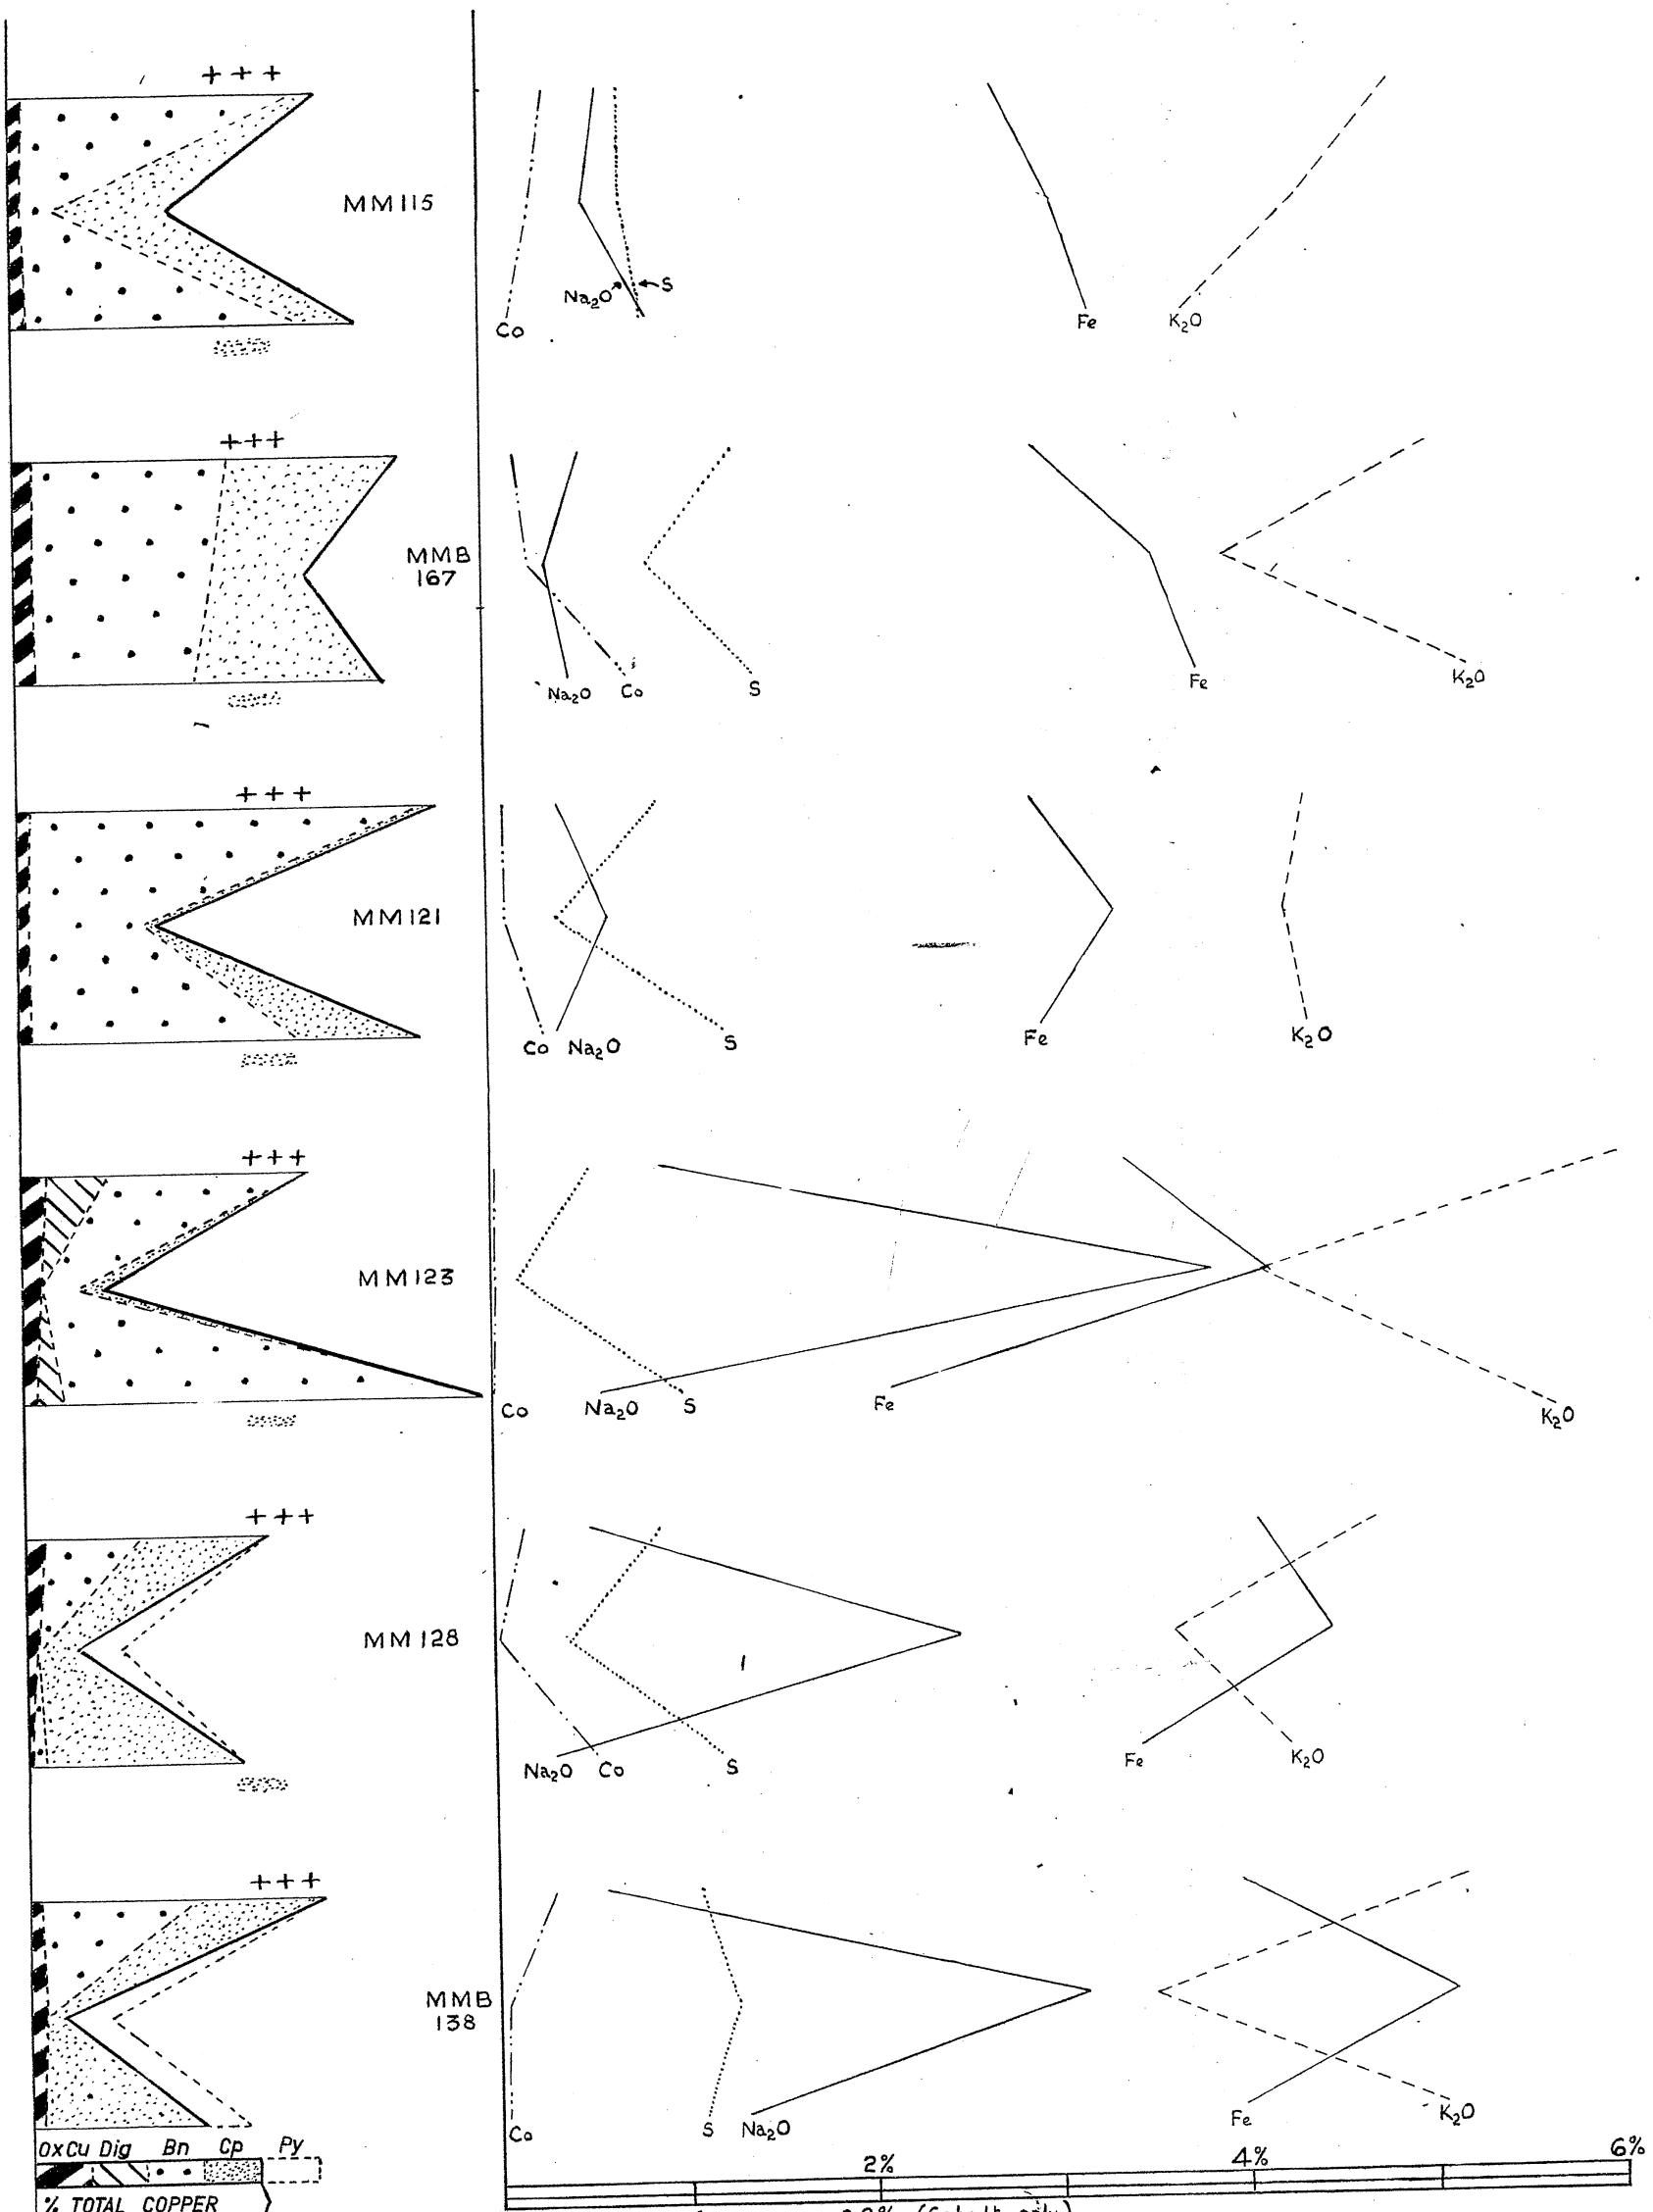 + + +
MM115
Na₂O S
Co Fe K₂O
+++
MMB
167
Na₂O Co S Fe K₂O
+ + +
MM121
Co Na₂O S Fe K₂O
+++
MM123
Co Na₂O S Fe K₂O
+++
MM128
Na₂O Co S Fe K₂O
+++
MMB
138
Co S Na₂O Fe K₂O
OxCu Dig Bn Cp Py
2% 4% 6%
% TOTAL COPPER